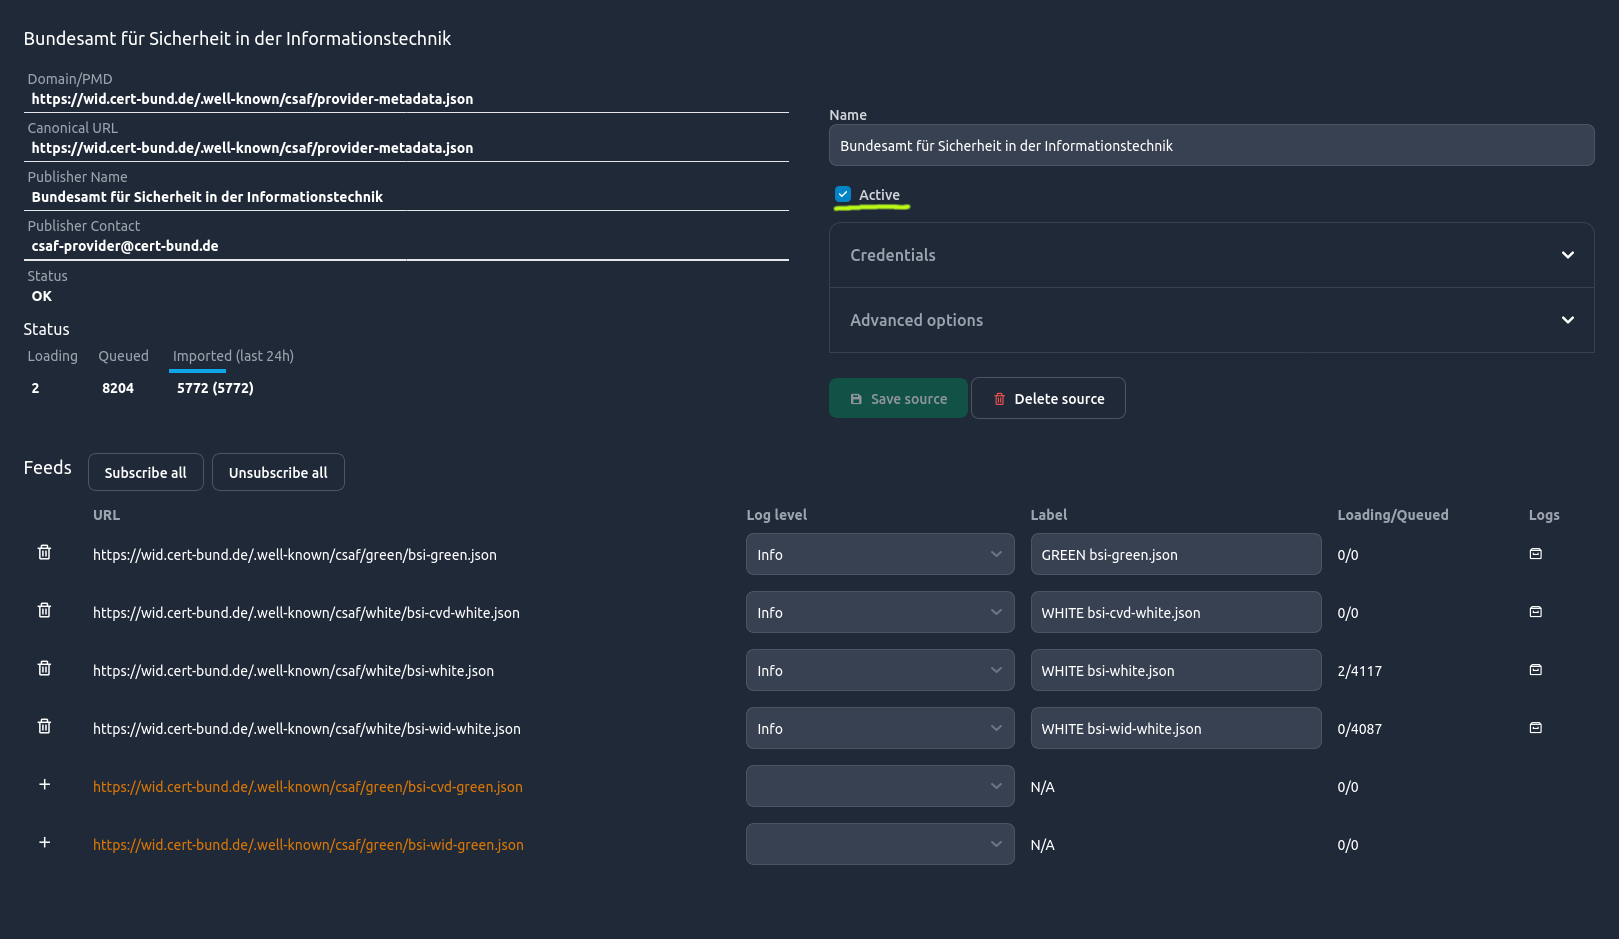 Bundesamt für Sicherheit in der Informationstechnik
Domain/PMD
https://wid.cert-bund.de/.well-known/csaf/provider-metadata.json
Canonical URL
https://wid.cert-bund.de/.well-known/csaf/provider-metadata.json
Publisher Name
Bundesamt für Sicherheit in der Informationstechnik
Publisher Contact
csaf-provider@cert-bund.de
Status
OK
Status
Loading Queued Imported (last 24h)
2 8204 5772 (5772)
Name
Bundesamt für Sicherheit in der Informationstechnik
Active
Credentials
Advanced options
Save source Delete source
Feeds Subscribe all Unsubscribe all
URL Log level Label Loading/Queued Logs
https://wid.cert-bund.de/.well-known/csaf/green/bsi-green.json Info GREEN bsi-green.json 0/0
https://wid.cert-bund.de/.well-known/csaf/white/bsi-cvd-white.json Info WHITE bsi-cvd-white.json 0/0
https://wid.cert-bund.de/.well-known/csaf/white/bsi-white.json Info WHITE bsi-white.json 2/4117
https://wid.cert-bund.de/.well-known/csaf/white/bsi-wid-white.json Info WHITE bsi-wid-white.json 0/4087
https://wid.cert-bund.de/.well-known/csaf/green/bsi-cvd-green.json N/A 0/0
https://wid.cert-bund.de/.well-known/csaf/green/bsi-wid-green.json N/A 0/0